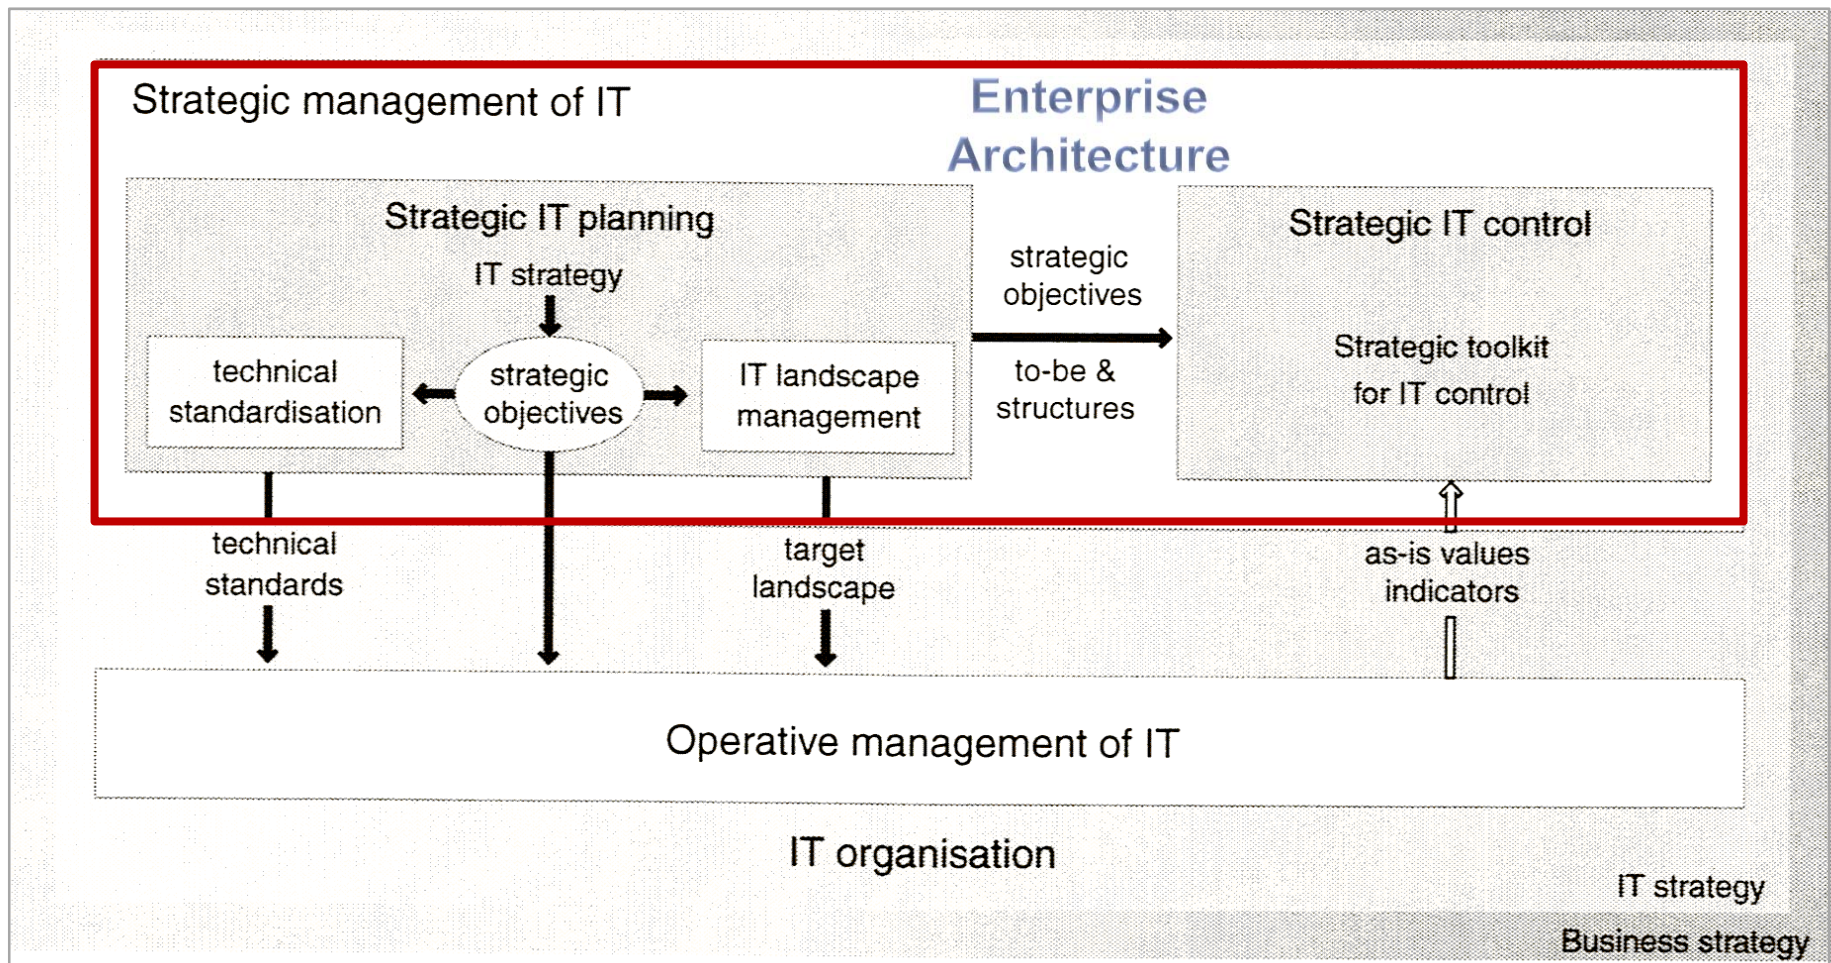 Strategic management of IT
Enterprise
Architecture
Strategic IT planning
IT strategy
technical
standardisation
strategic
objectives
IT landscape
management
strategic
objectives
to-be &
structures
Strategic IT control
Strategic toolkit
for IT control
technical
standards
target
landscape
as-is values
indicators
Operative management of IT
IT organisation
IT strategy
Business strategy